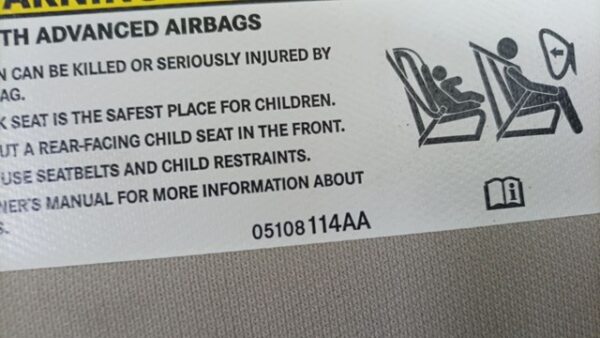 TH ADVANCED AIRBAGS
N CAN BE KILLED OR SERIOUSLY INJURED BY
AG.
K SEAT IS THE SAFEST PLACE FOR CHILDREN.
UT A REAR-FACING CHILD SEAT IN THE FRONT.
USE SEATBELTS AND CHILD RESTRAINTS.
NER'S MANUAL FOR MORE INFORMATION ABOUT
S.
05108114AA
i